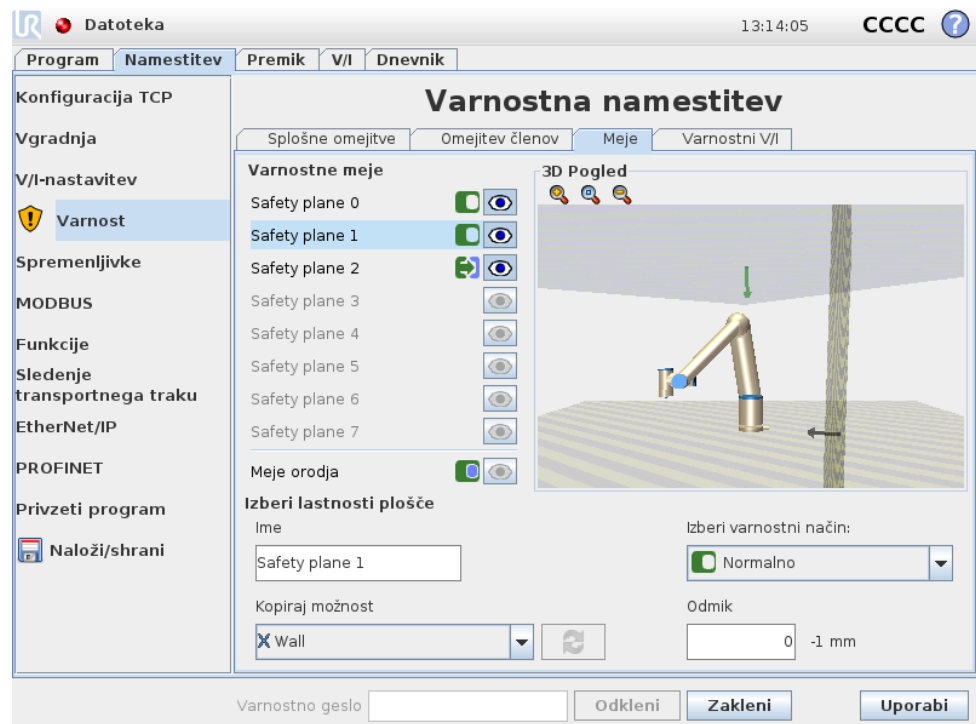 UR Datoteka 13:14:05 CCCC ?
Program Namestitev Premik V/I Dnevnik
Konfiguracija TCP
Vgradnja
V/I-nastavitev
Varnost
Spremenljivke
MODBUS
Funkcije
Sledenje
transportnega traku
EtherNet/IP
PROFINET
Privzeti program
Naloži/shrani
Varnostna namestitev
Splošne omejitve Omejitev členov Meje Varnostni V/I
Varnostne meje
Safety plane 0
Safety plane 1
Safety plane 2
Safety plane 3
Safety plane 4
Safety plane 5
Safety plane 6
Safety plane 7
Meje orodja
3D Pogled
Izberi lastnosti plošče
Ime
Safety plane 1
Kopiraj možnost
Wall
Izberi varnostni način:
Normalno
Odmik
0 -1 mm
Varnostno geslo Odkleni Zakleni Uporabi